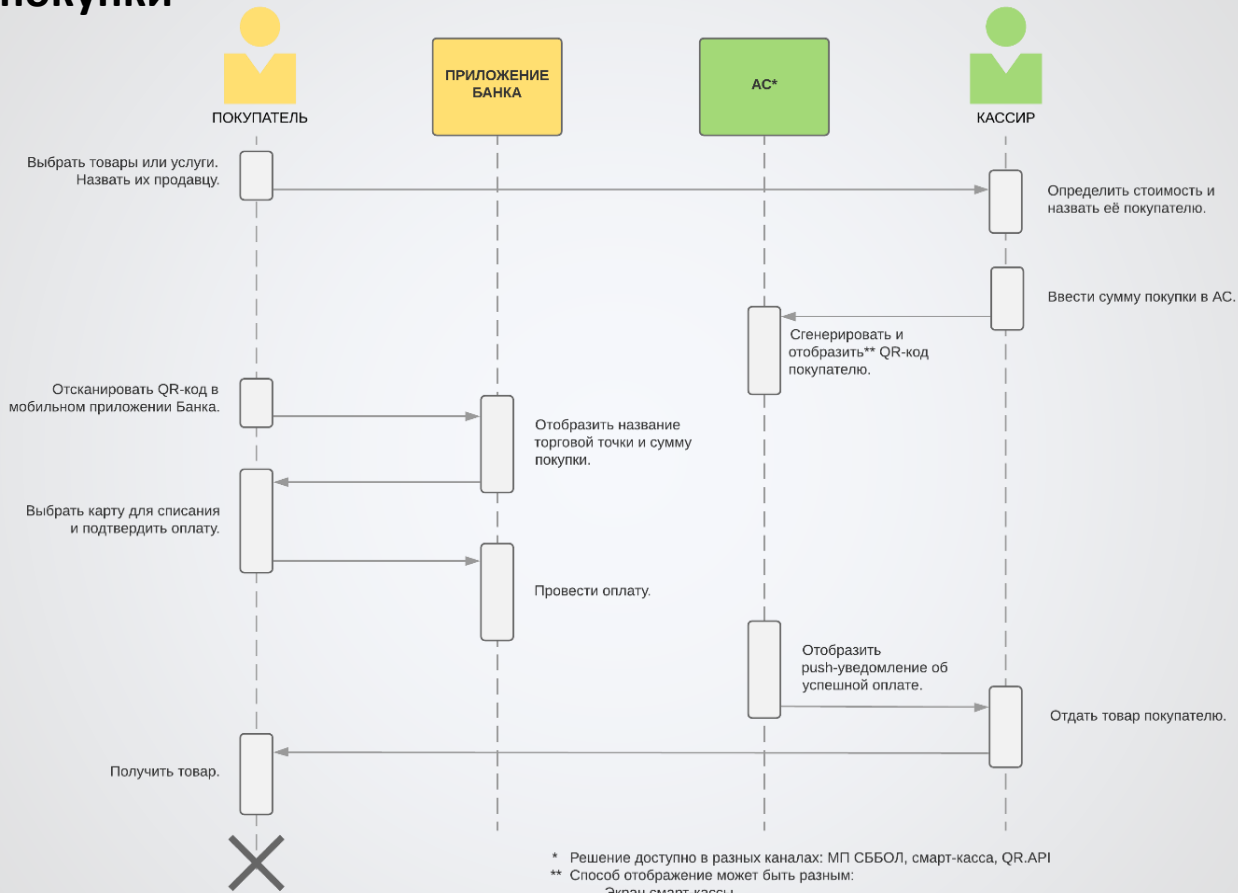 покупки
ПОКУПАТЕЛЬ
ПРИЛОЖЕНИЕ
БАНКА
АС*
КАССИР
Выбрать товары или услуги.
Назвать их продавцу.
Определить стоимость и
назвать её покупателю.
Ввести сумму покупки в АС.
Сгенерировать и
отобразить** QR-код
покупателю.
Отсканировать QR-код в
мобильном приложении Банка.
Отобразить название
торговой точки и сумму
покупки.
Выбрать карту для списания
и подтвердить оплату.
Провести оплату.
Отобразить
push-уведомление об
успешной оплате.
Отдать товар покупателю.
Получить товар.
* Решение доступно в разных каналах: МП СББОЛ, смарт-касса, QR.API
** Способ отображение может быть разным:
Экран смарт-кассы